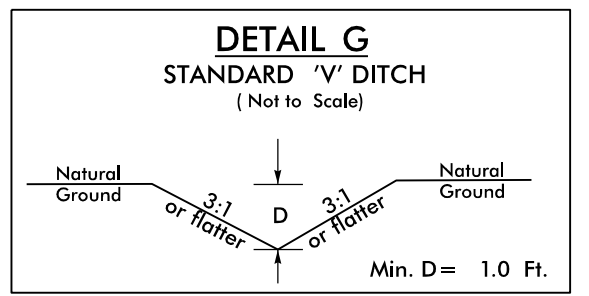 DETAIL G
STANDARD 'V' DITCH
( Not to Scale)
Natural
Ground
3:1
or flatter
D
3:1
or flatter
Natural
Ground
Min. D = 1.0 Ft.